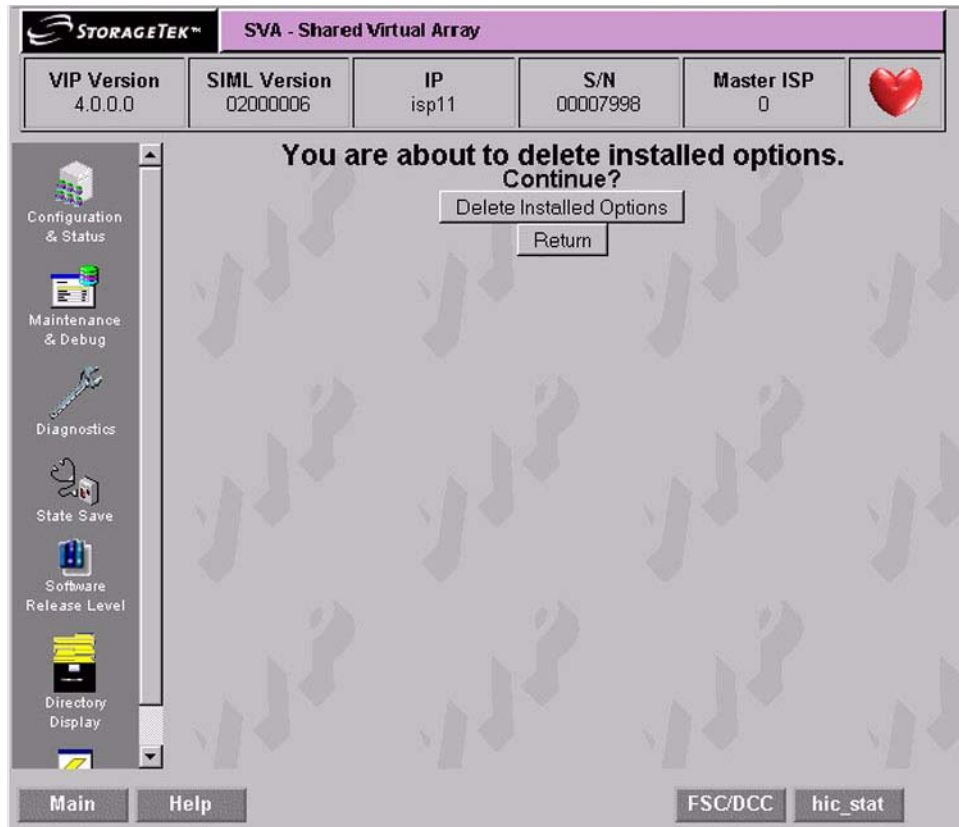 STORAGETEK™ SVA - Shared Virtual Array
VIP Version SIML Version IP S/N Master ISP
4.0.0.0 02000006 isp11 00007998 0
You are about to delete installed options.
Continue?
Delete Installed Options
Return
Configuration
& Status
Maintenance
& Debug
Diagnostics
State Save
Software
Release Level
Directory
Display
Main Help FSC/DCC hic_stat